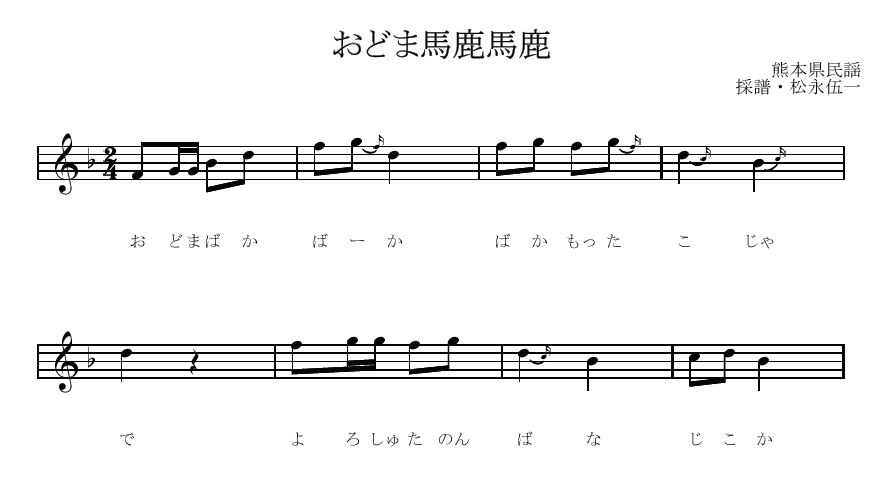 おどま馬鹿馬鹿
熊本県民謡
採譜・松永伍一
2
4
お どまば か ば ー か ば か もっ た こ じゃ
で よ ろ しゅ た のん ば な じ こ か